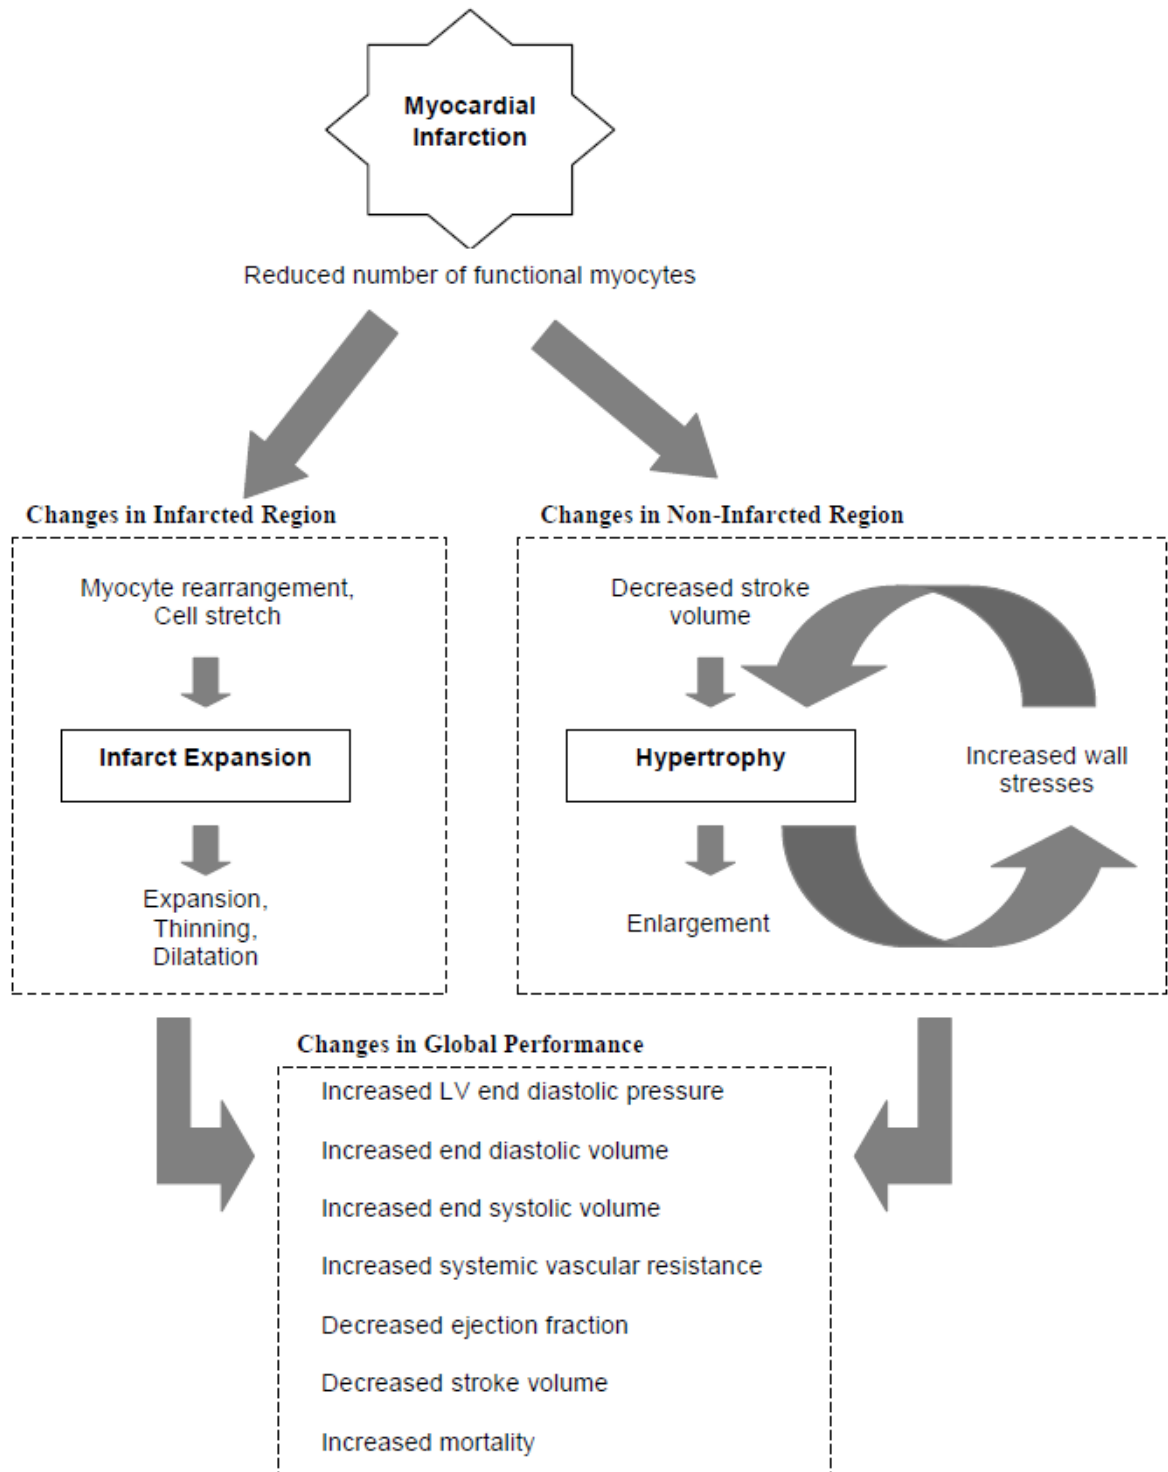 Myocardial
Infarction
Reduced number of functional myocytes
Changes in Infarcted Region
Myocyte rearrangement,
Cell stretch
Infarct Expansion
Expansion,
Thinning,
Dilatation
Changes in Non-Infarcted Region
Decreased stroke
volume
Hypertrophy
Increased wall
stresses
Enlargement
Changes in Global Performance
Increased LV end diastolic pressure
Increased end diastolic volume
Increased end systolic volume
Increased systemic vascular resistance
Decreased ejection fraction
Decreased stroke volume
Increased mortality